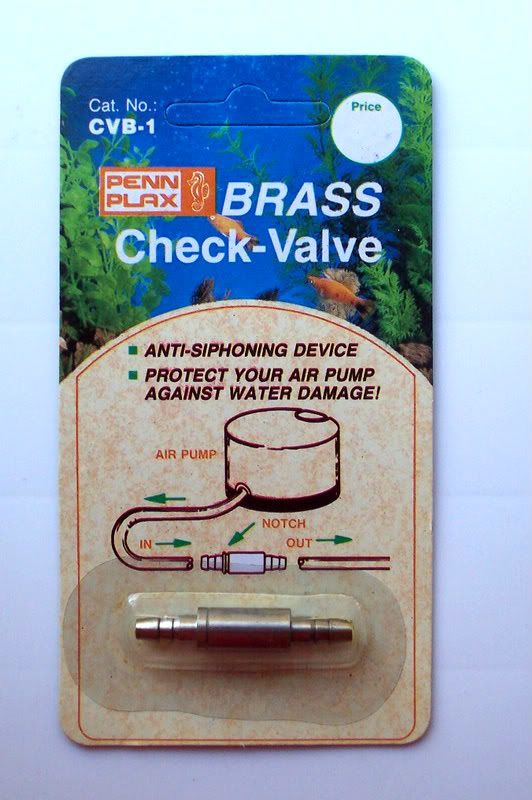 Cat. No.:
CVB-1
Price
PENN
PLAX
BRASS
Check-Valve
ANTI-SIPHONING DEVICE
PROTECT YOUR AIR PUMP
AGAINST WATER DAMAGE!
AIR PUMP
NOTCH
IN
OUT